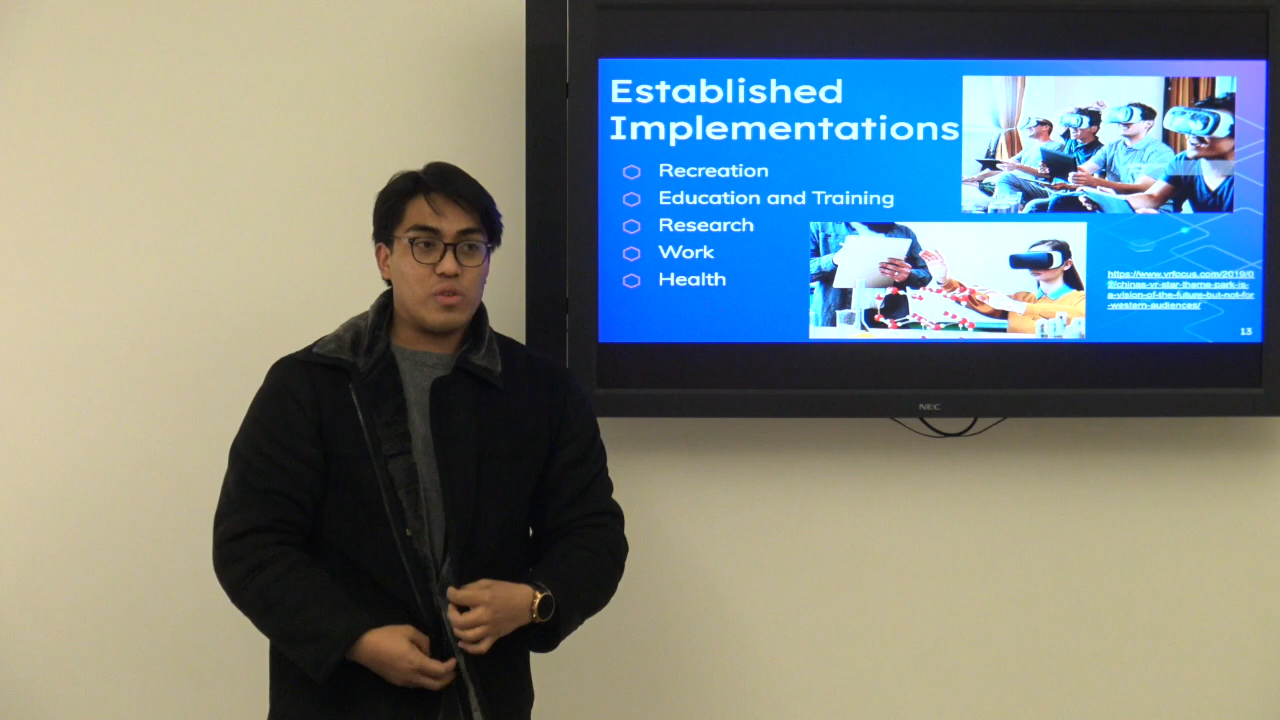 Established
Implementations
Recreation
Education and Training
Research
Work
Health
https://www.vrfocus.com/2019/0
2/chinas-vr-star-theme-park-is-
a-vision-of-the-future-but-not-for
-western-audiences/
13
NEC